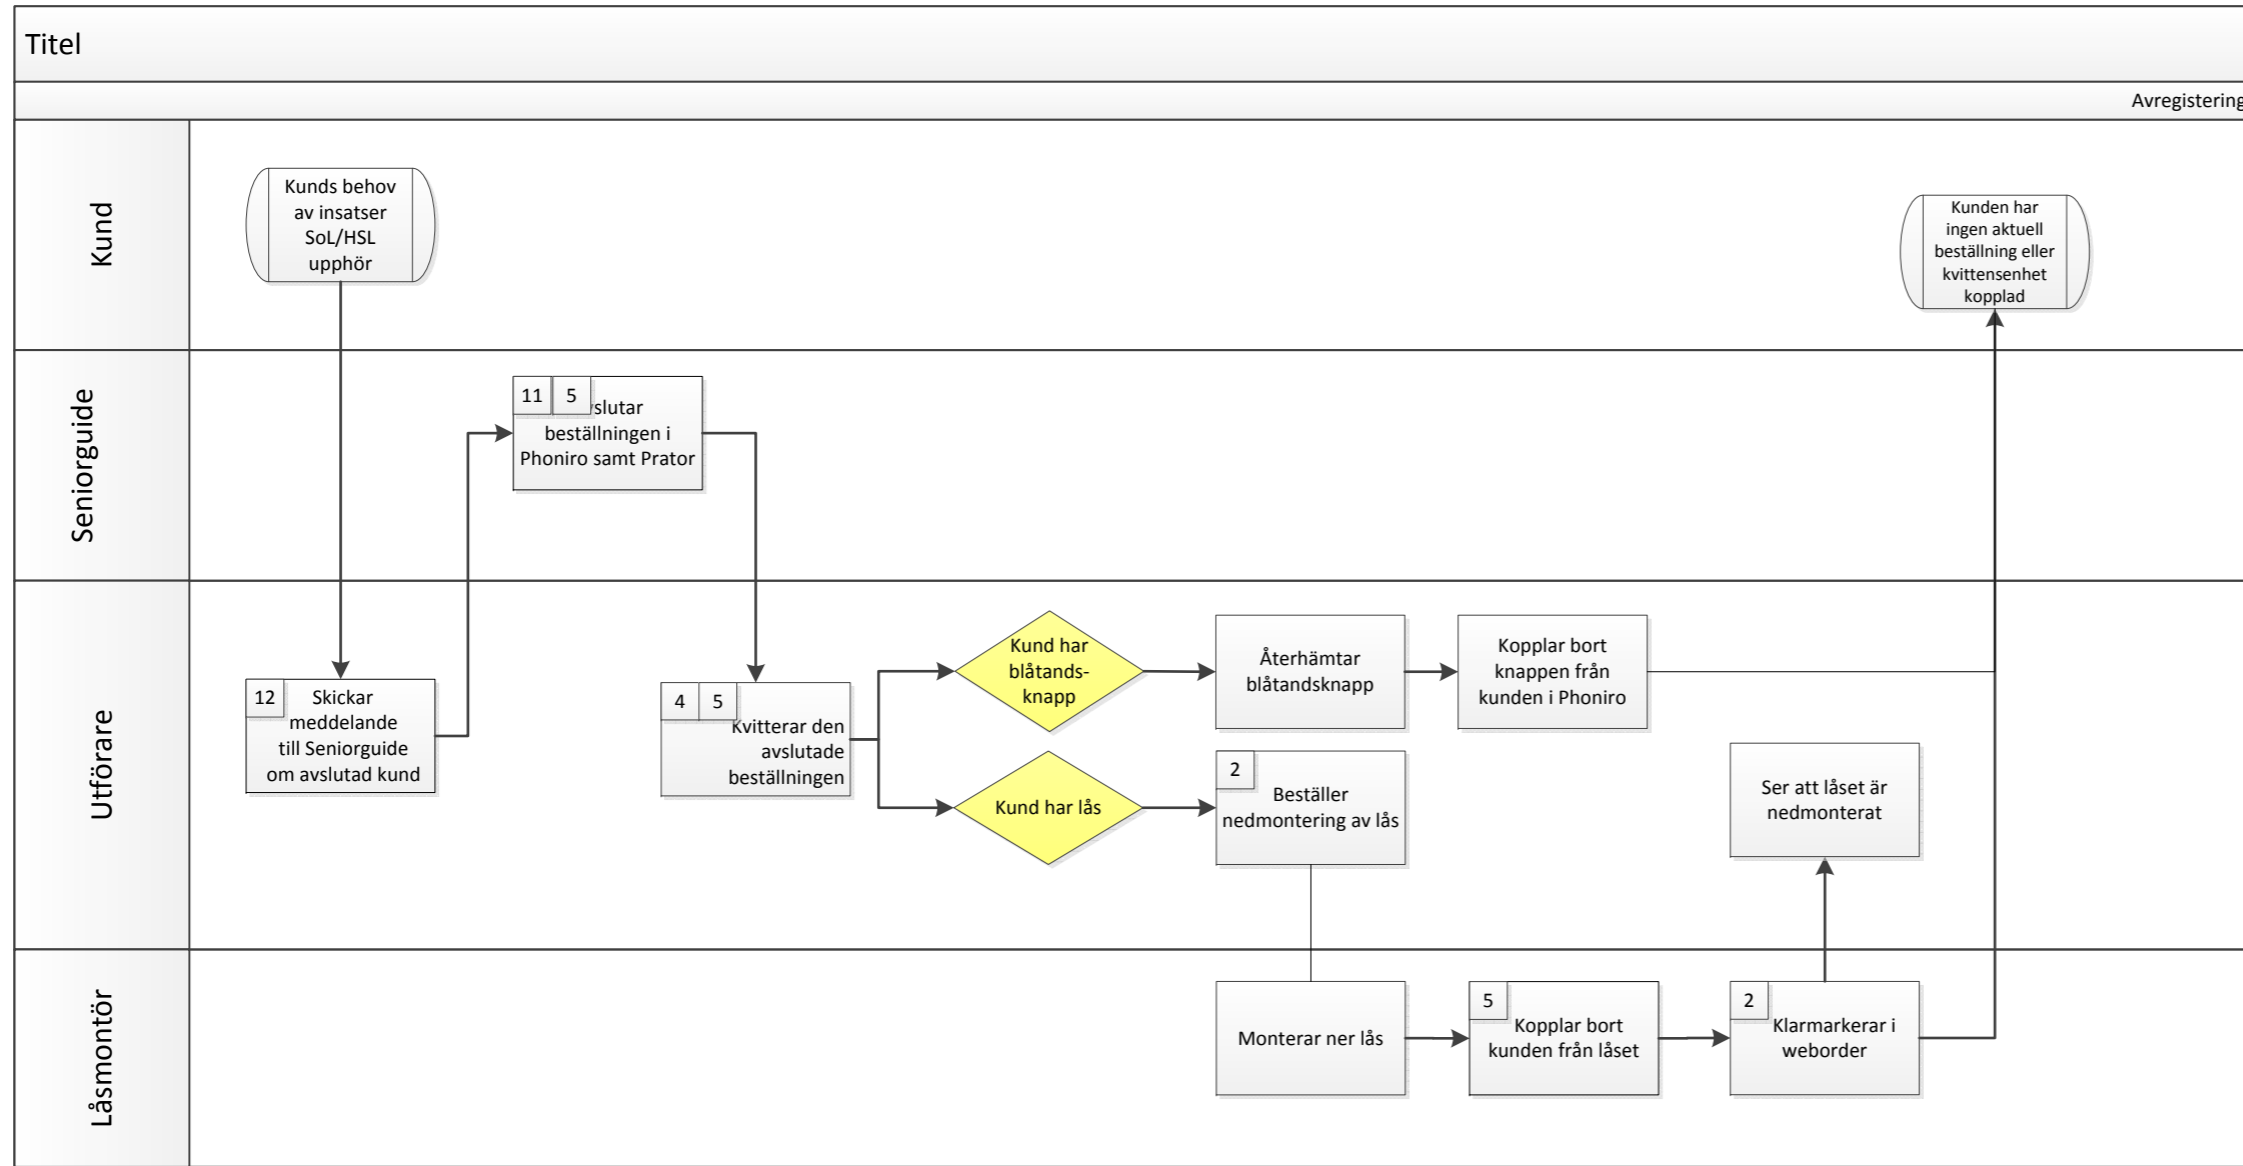 Titel
Avregistering
Kund
Kunds behov
av insatser
SoL/HSL
upphör
Kunden har
ingen aktuell
beställning eller
kvittensenhet
kopplad
Seniorguide
11
5
vslutar
beställningen i
Phoniro samt Prator
Utförare
12
Skickar
meddelande
till Seniorguide
om avslutad kund
4
5
Kvitterar den
avslutade
beställningen
Kund har
blåtands-
knapp
Återhämtar
blåtandsknapp
Kopplar bort
knappen från
kunden i Phoniro
Kund har lås
2
Beställer
nedmontering av lås
Ser att låset är
nedmonterat
Låsmontör
Monterar ner lås
5
Kopplar bort
kunden från låset
2
Klarmarkerar i
weborder